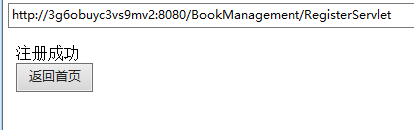 http://3g6obuyc3vs9mv2:8080/BookManagement/RegisterServlet
注册成功
返回首页